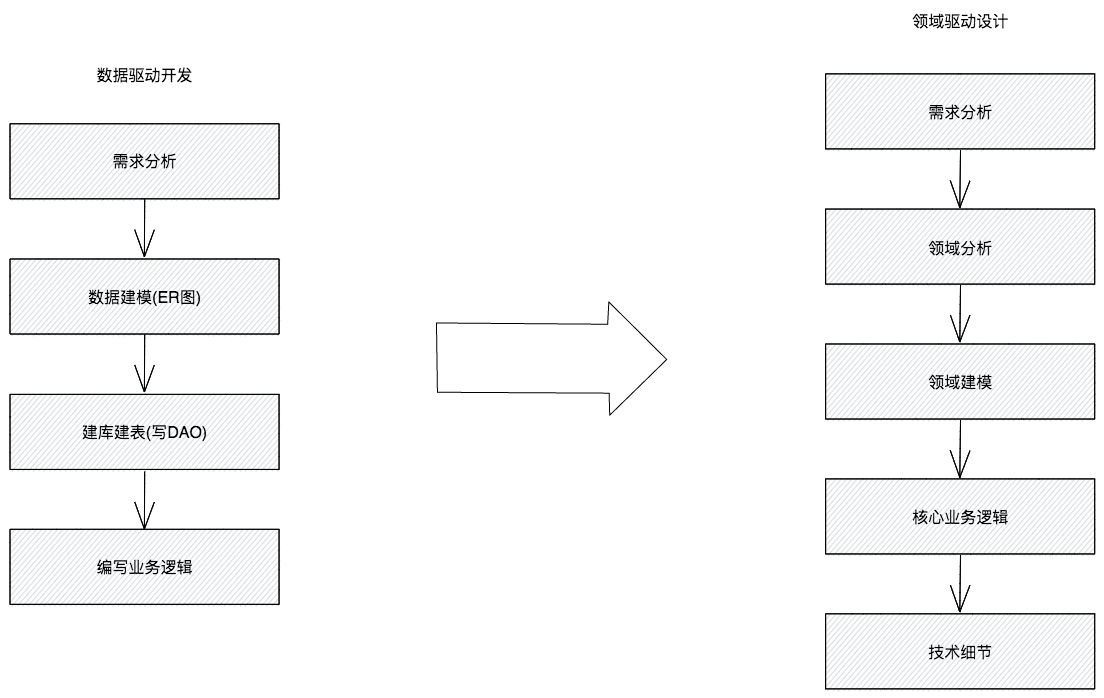 数据驱动开发
需求分析
数据建模(ER图)
建库建表(写DAO)
编写业务逻辑
领域驱动设计
需求分析
领域分析
领域建模
核心业务逻辑
技术细节